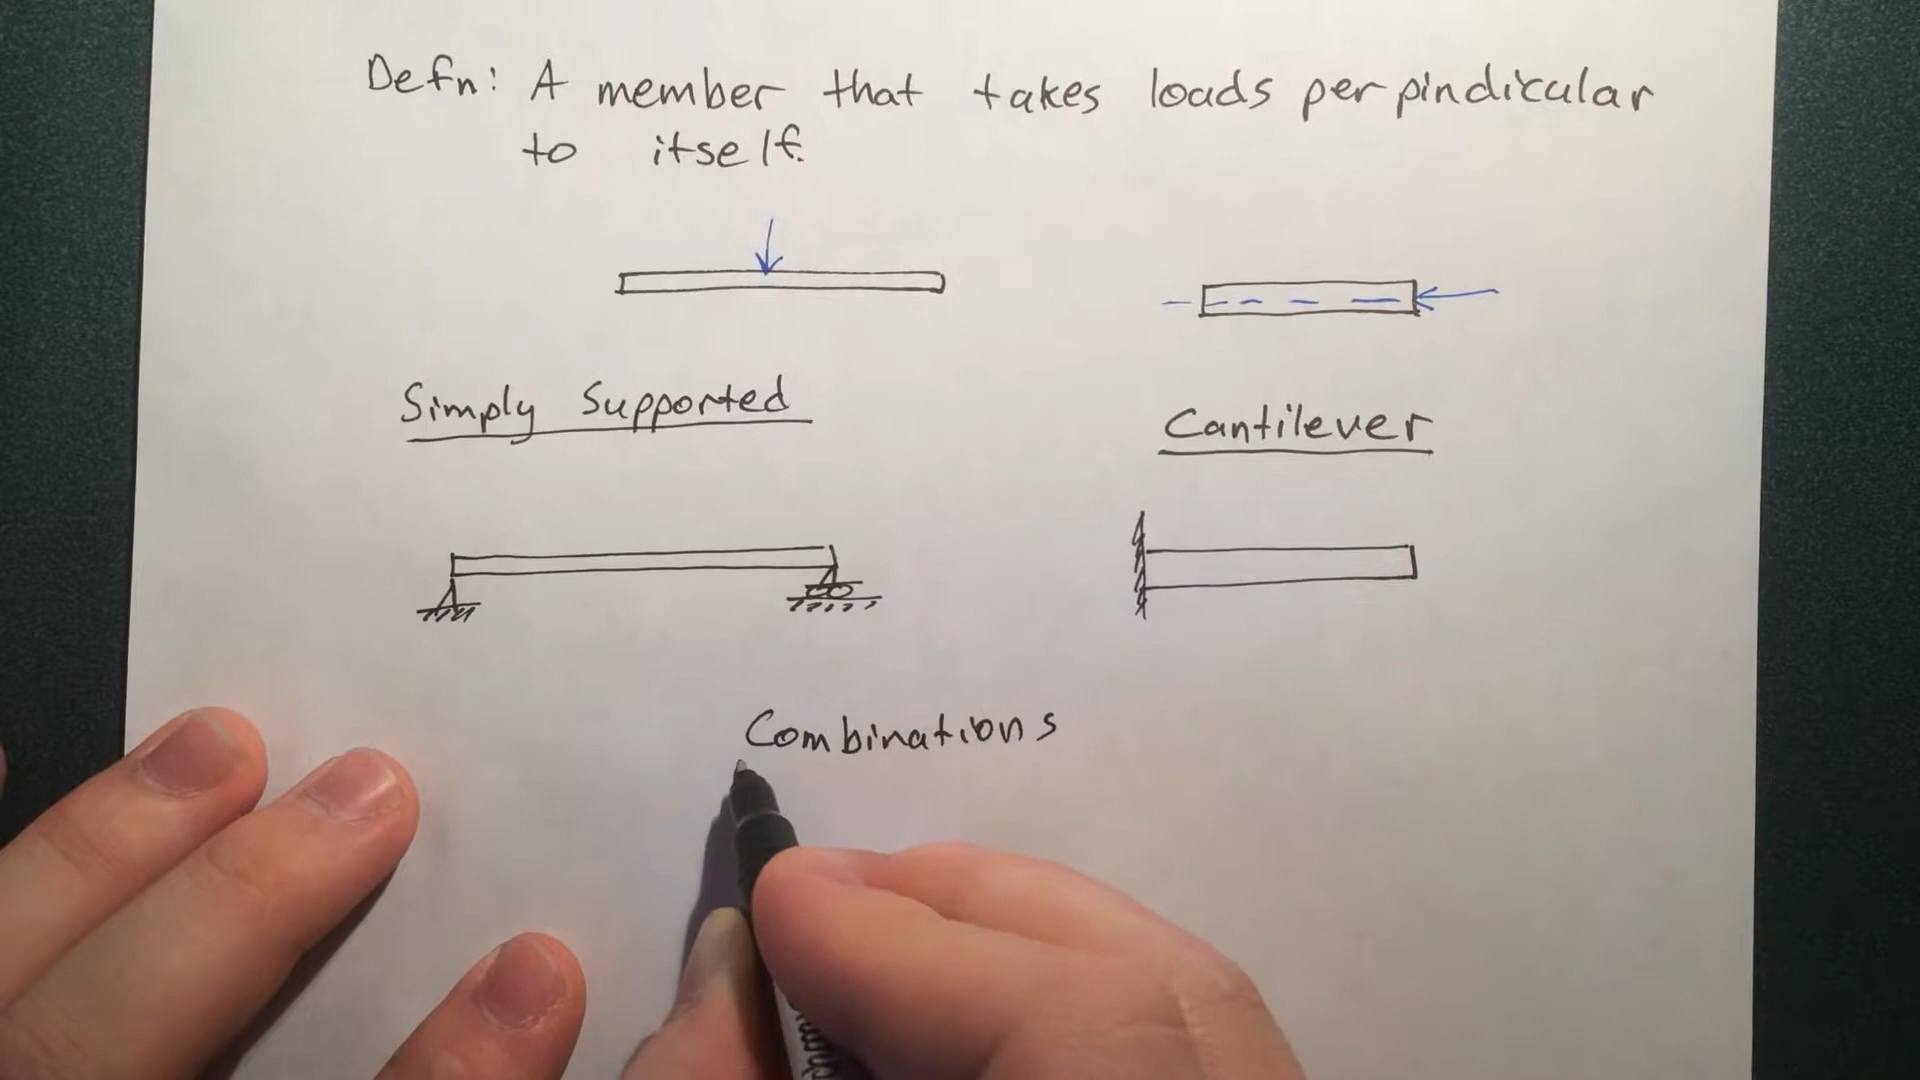 Defn: A member that takes loads perpindicular
to itself.
Simply Supported
Cantilever
Combinations